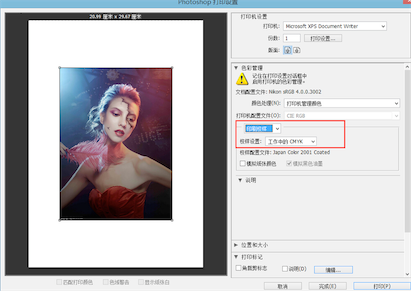 Photoshop 打印设置
20.99 厘米 x 29.67 厘米
打印机设置
打印机: Microsoft XPS Document Writer
份数: 1 打印设置...
版面:
色彩管理
记住在打印设置对话框中
启用打印机的色彩管理。
文档配置文件: Nikon sRGB 4.0.0.3002
颜色处理(N): 打印机管理颜色
打印机配置文件(O): CIE RGB
印刷校样
校样设置: 工作中的 CMYK
校样配置文件: Japan Color 2001 Coated
模拟纸张颜色 模拟黑色油墨
说明
位置和大小
打印标记
角裁剪标志 说明(D) 编辑...
匹配打印颜色 色域警告 显示纸张白
取消 完成(E) 打印(P)